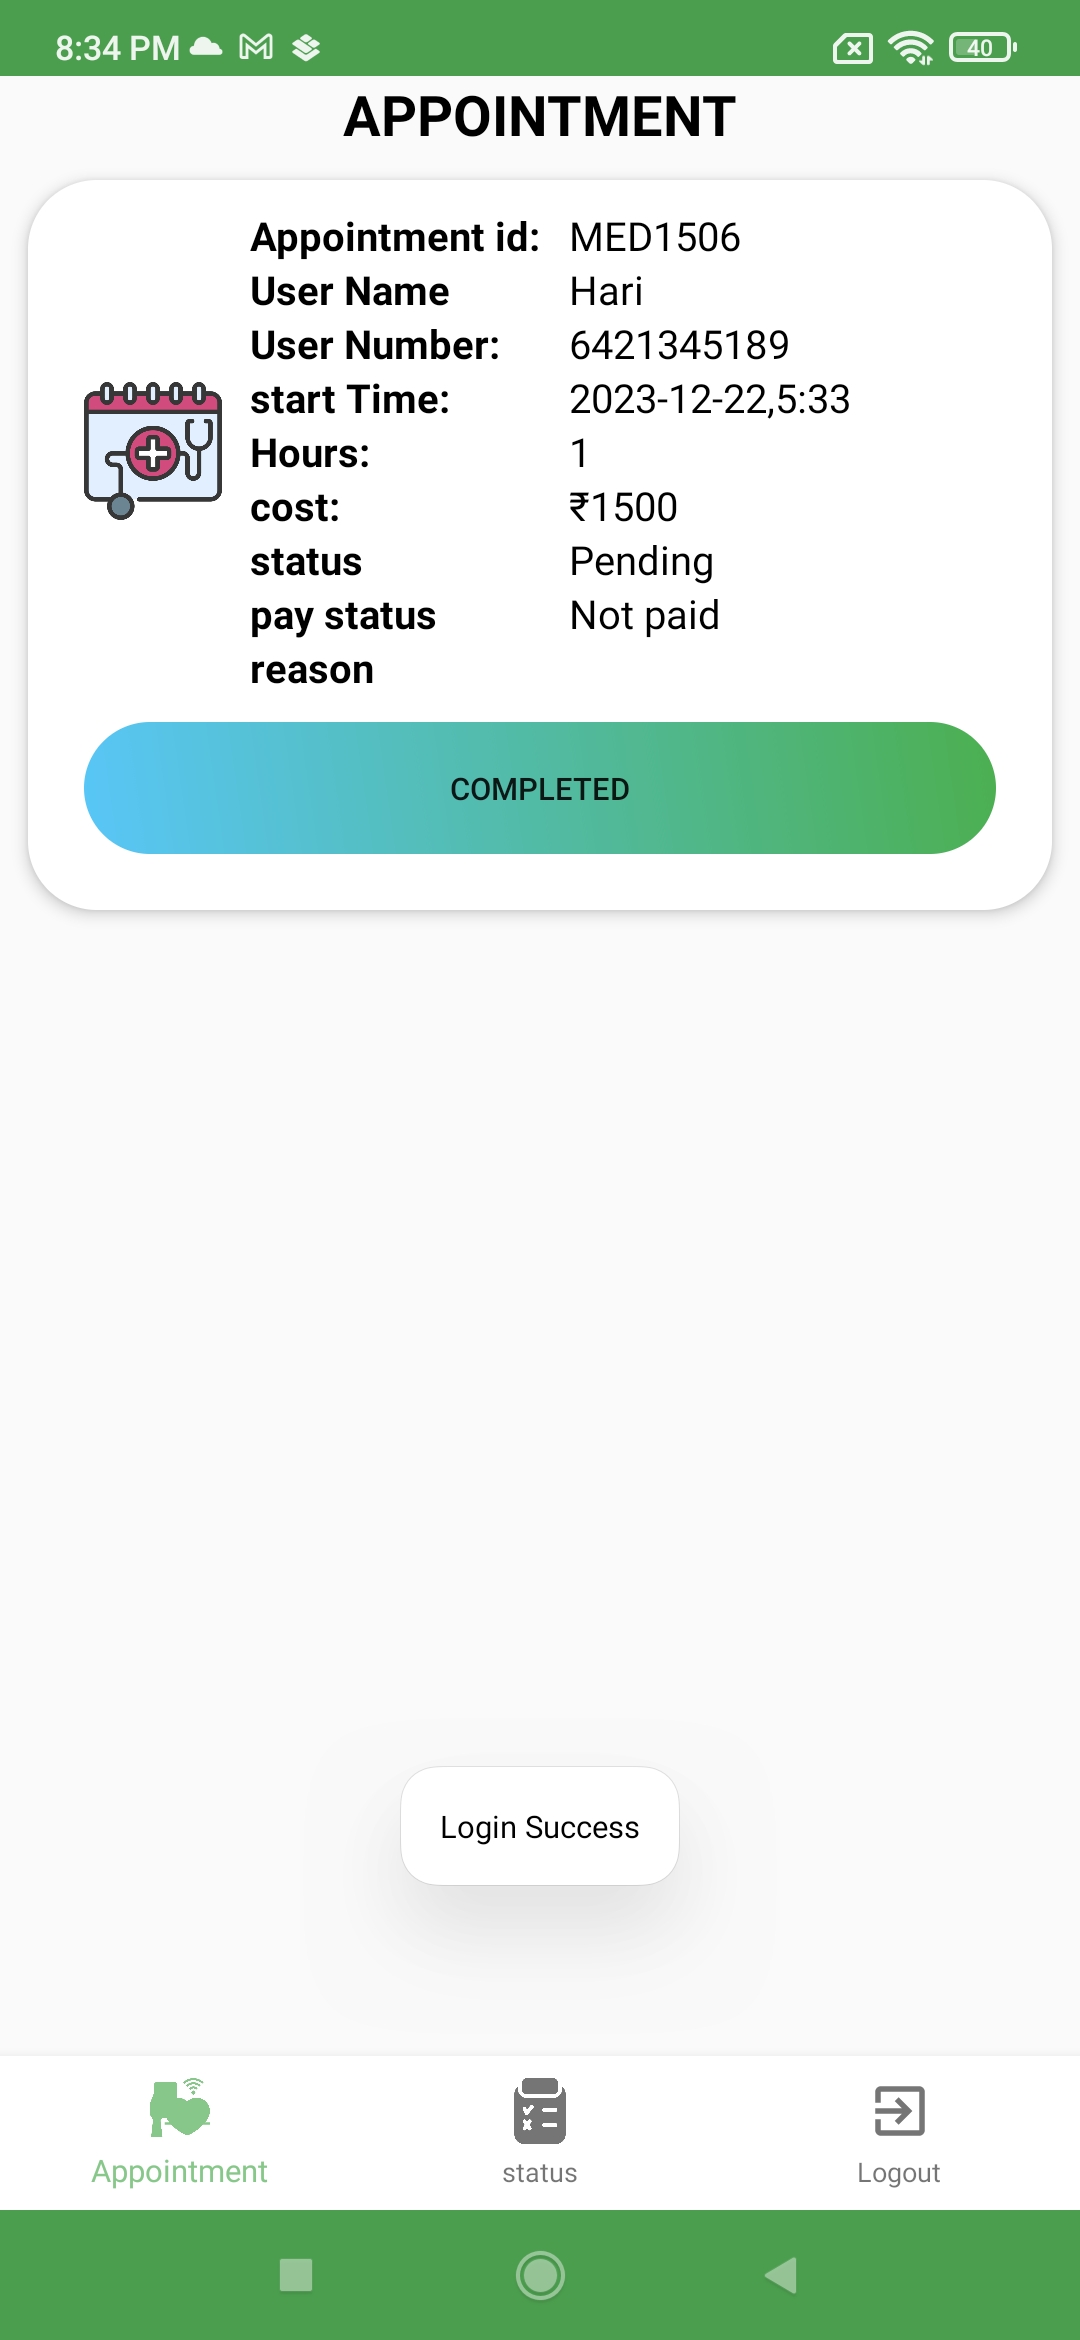 8:34 PM
40
APPOINTMENT
Appointment id: MED1506
User Name Hari
User Number: 6421345189
start Time: 2023-12-22,5:33
Hours: 1
cost: ₹1500
status Pending
pay status Not paid
reason
COMPLETED
Login Success
Appointment status Logout